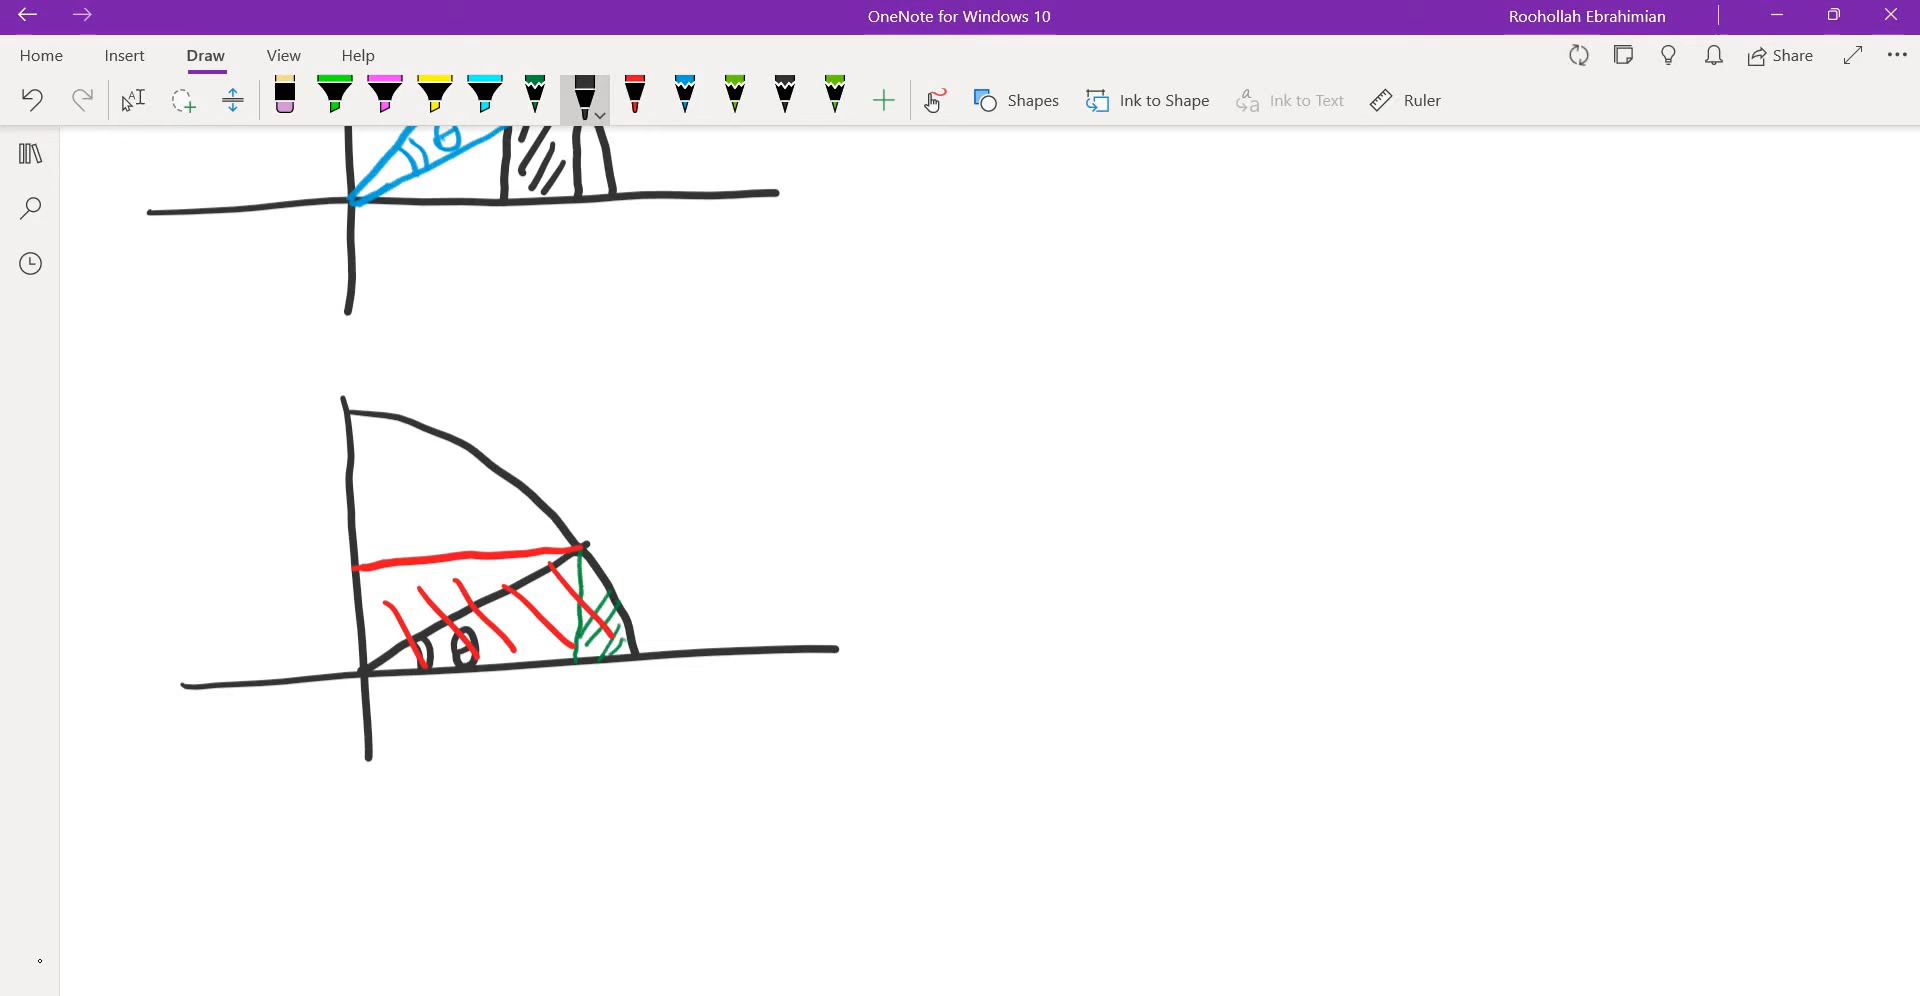 OneNote for Windows 10
Roohollah Ebrahimian
Home Insert Draw View Help
Share
Shapes Ink to Shape Ink to Text Ruler
θ
θ